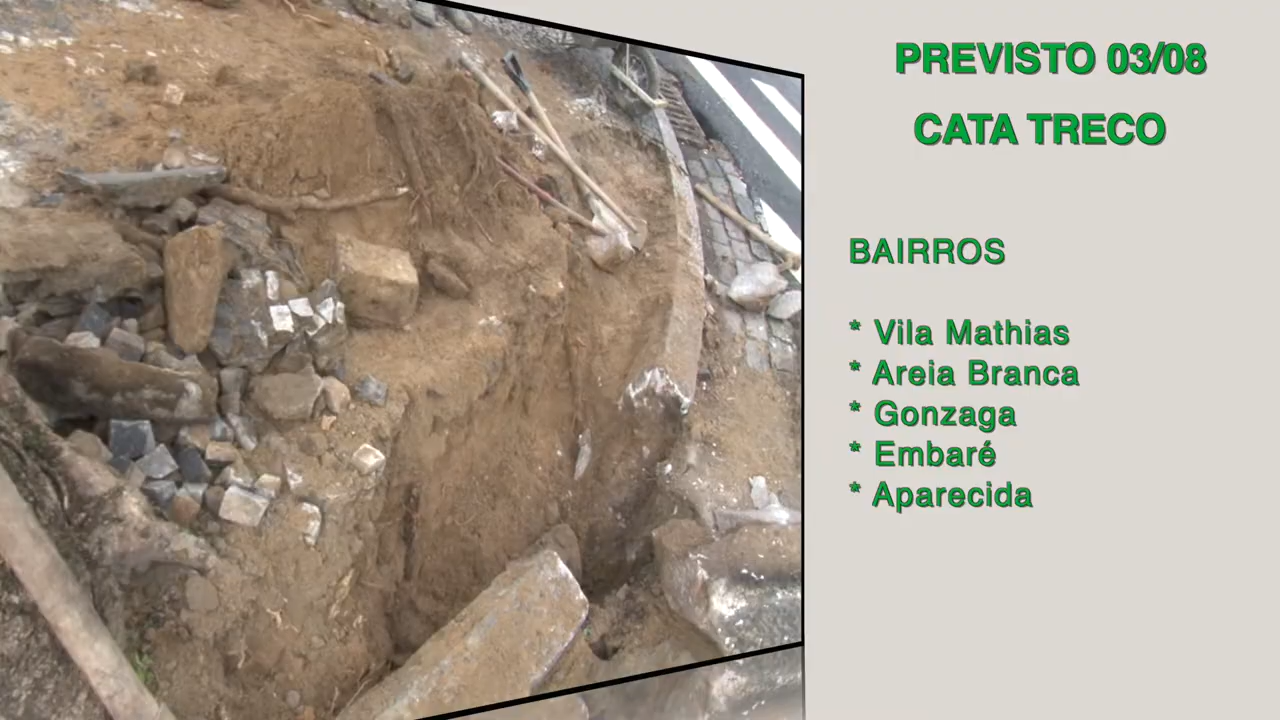 PREVISTO 03/08
CATA TRECO
BAIRROS
* Vila Mathias
* Areia Branca
* Gonzaga
* Embaré
* Aparecida